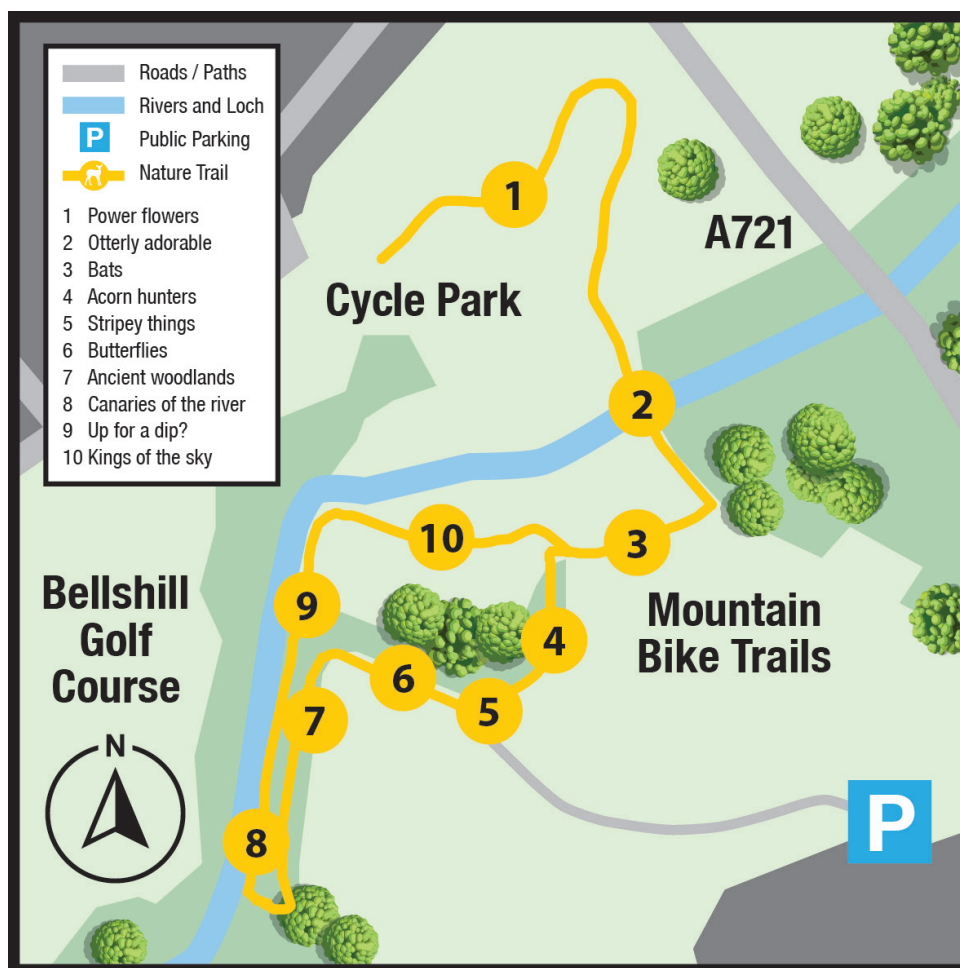 Roads / Paths
Rivers and Loch
P Public Parking
Nature Trail
1 Power flowers
2 Otterly adorable
3 Bats
4 Acorn hunters
5 Stripey things
6 Butterflies
7 Ancient woodlands
8 Canaries of the river
9 Up for a dip?
10 Kings of the sky
1
A721
Cycle Park
2
10
3
9
Bellshill
Golf
Course
Mountain
Bike Trails
4
6
5
7
N
8
P